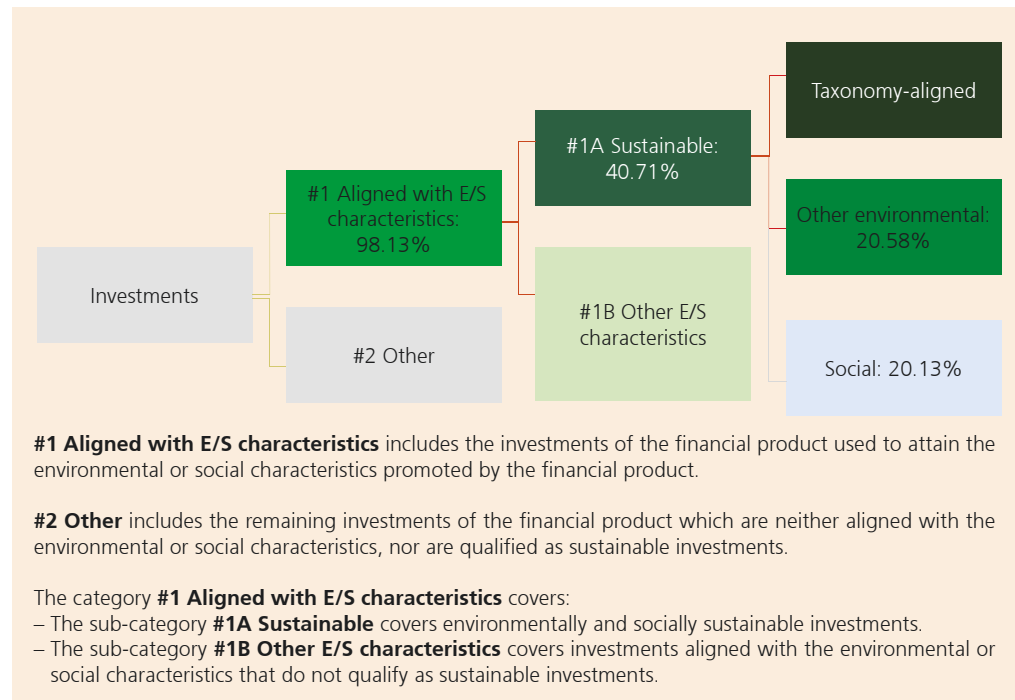 Taxonomy-aligned
#1A Sustainable:
40.71%
#1 Aligned with E/S
characteristics:
98.13%
Other environmental:
20.58%
Investments
#1B Other E/S
characteristics
#2 Other
Social: 20.13%
#1 Aligned with E/S characteristics includes the investments of the financial product used to attain the
environmental or social characteristics promoted by the financial product.
#2 Other includes the remaining investments of the financial product which are neither aligned with the
environmental or social characteristics, nor are qualified as sustainable investments.
The category #1 Aligned with E/S characteristics covers:
– The sub-category #1A Sustainable covers environmentally and socially sustainable investments.
– The sub-category #1B Other E/S characteristics covers investments aligned with the environmental or
social characteristics that do not qualify as sustainable investments.